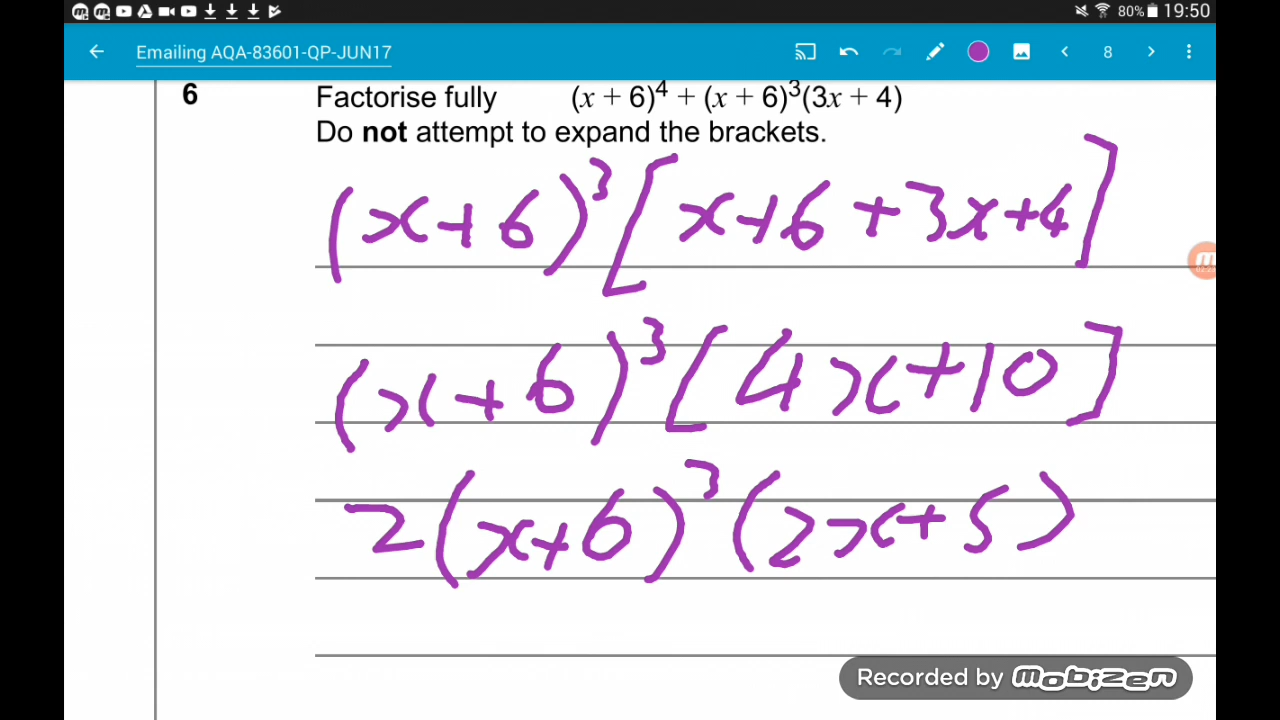 80% 19:50
Emailing AQA-83601-QP-JUN17 8
6 Factorise fully (x + 6)⁴ + (x + 6)³(3x + 4)
Do not attempt to expand the brackets.
(x+6)³[x+6+3x+4]
(x+6)³[4x+10]
2(x+6)³(2x+5)
Recorded by mobizen